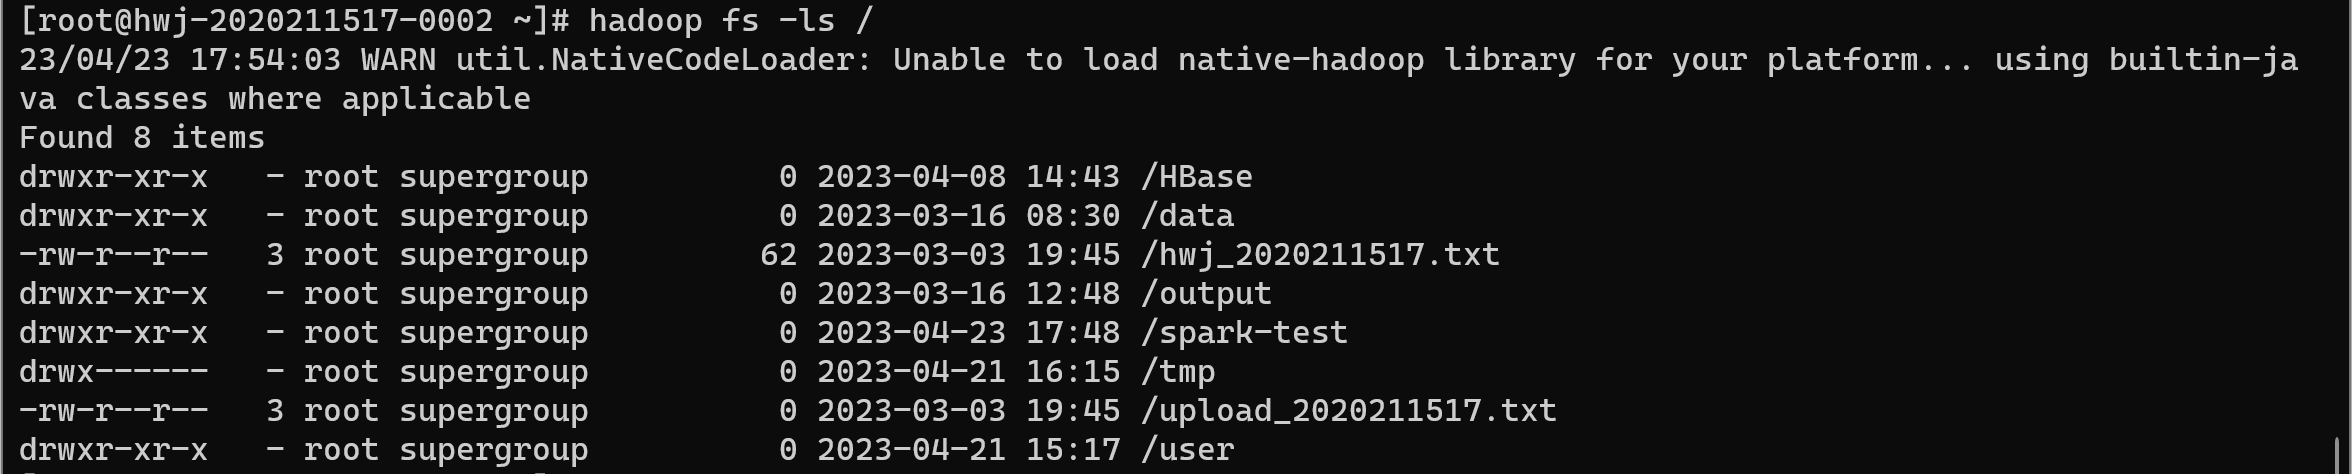 [root@hwj-2020211517-0002 ~]# hadoop fs -ls /
23/04/23 17:54:03 WARN util.NativeCodeLoader: Unable to load native-hadoop library for your platform... using builtin-ja
va classes where applicable
Found 8 items
drwxr-xr-x   - root supergroup          0 2023-04-08 14:43 /HBase
drwxr-xr-x   - root supergroup          0 2023-03-16 08:30 /data
-rw-r--r--   3 root supergroup         62 2023-03-03 19:45 /hwj_2020211517.txt
drwxr-xr-x   - root supergroup          0 2023-03-16 12:48 /output
drwxr-xr-x   - root supergroup          0 2023-04-23 17:48 /spark-test
drwx------   - root supergroup          0 2023-04-21 16:15 /tmp
-rw-r--r--   3 root supergroup          0 2023-03-03 19:45 /upload_2020211517.txt
drwxr-xr-x   - root supergroup          0 2023-04-21 15:17 /user